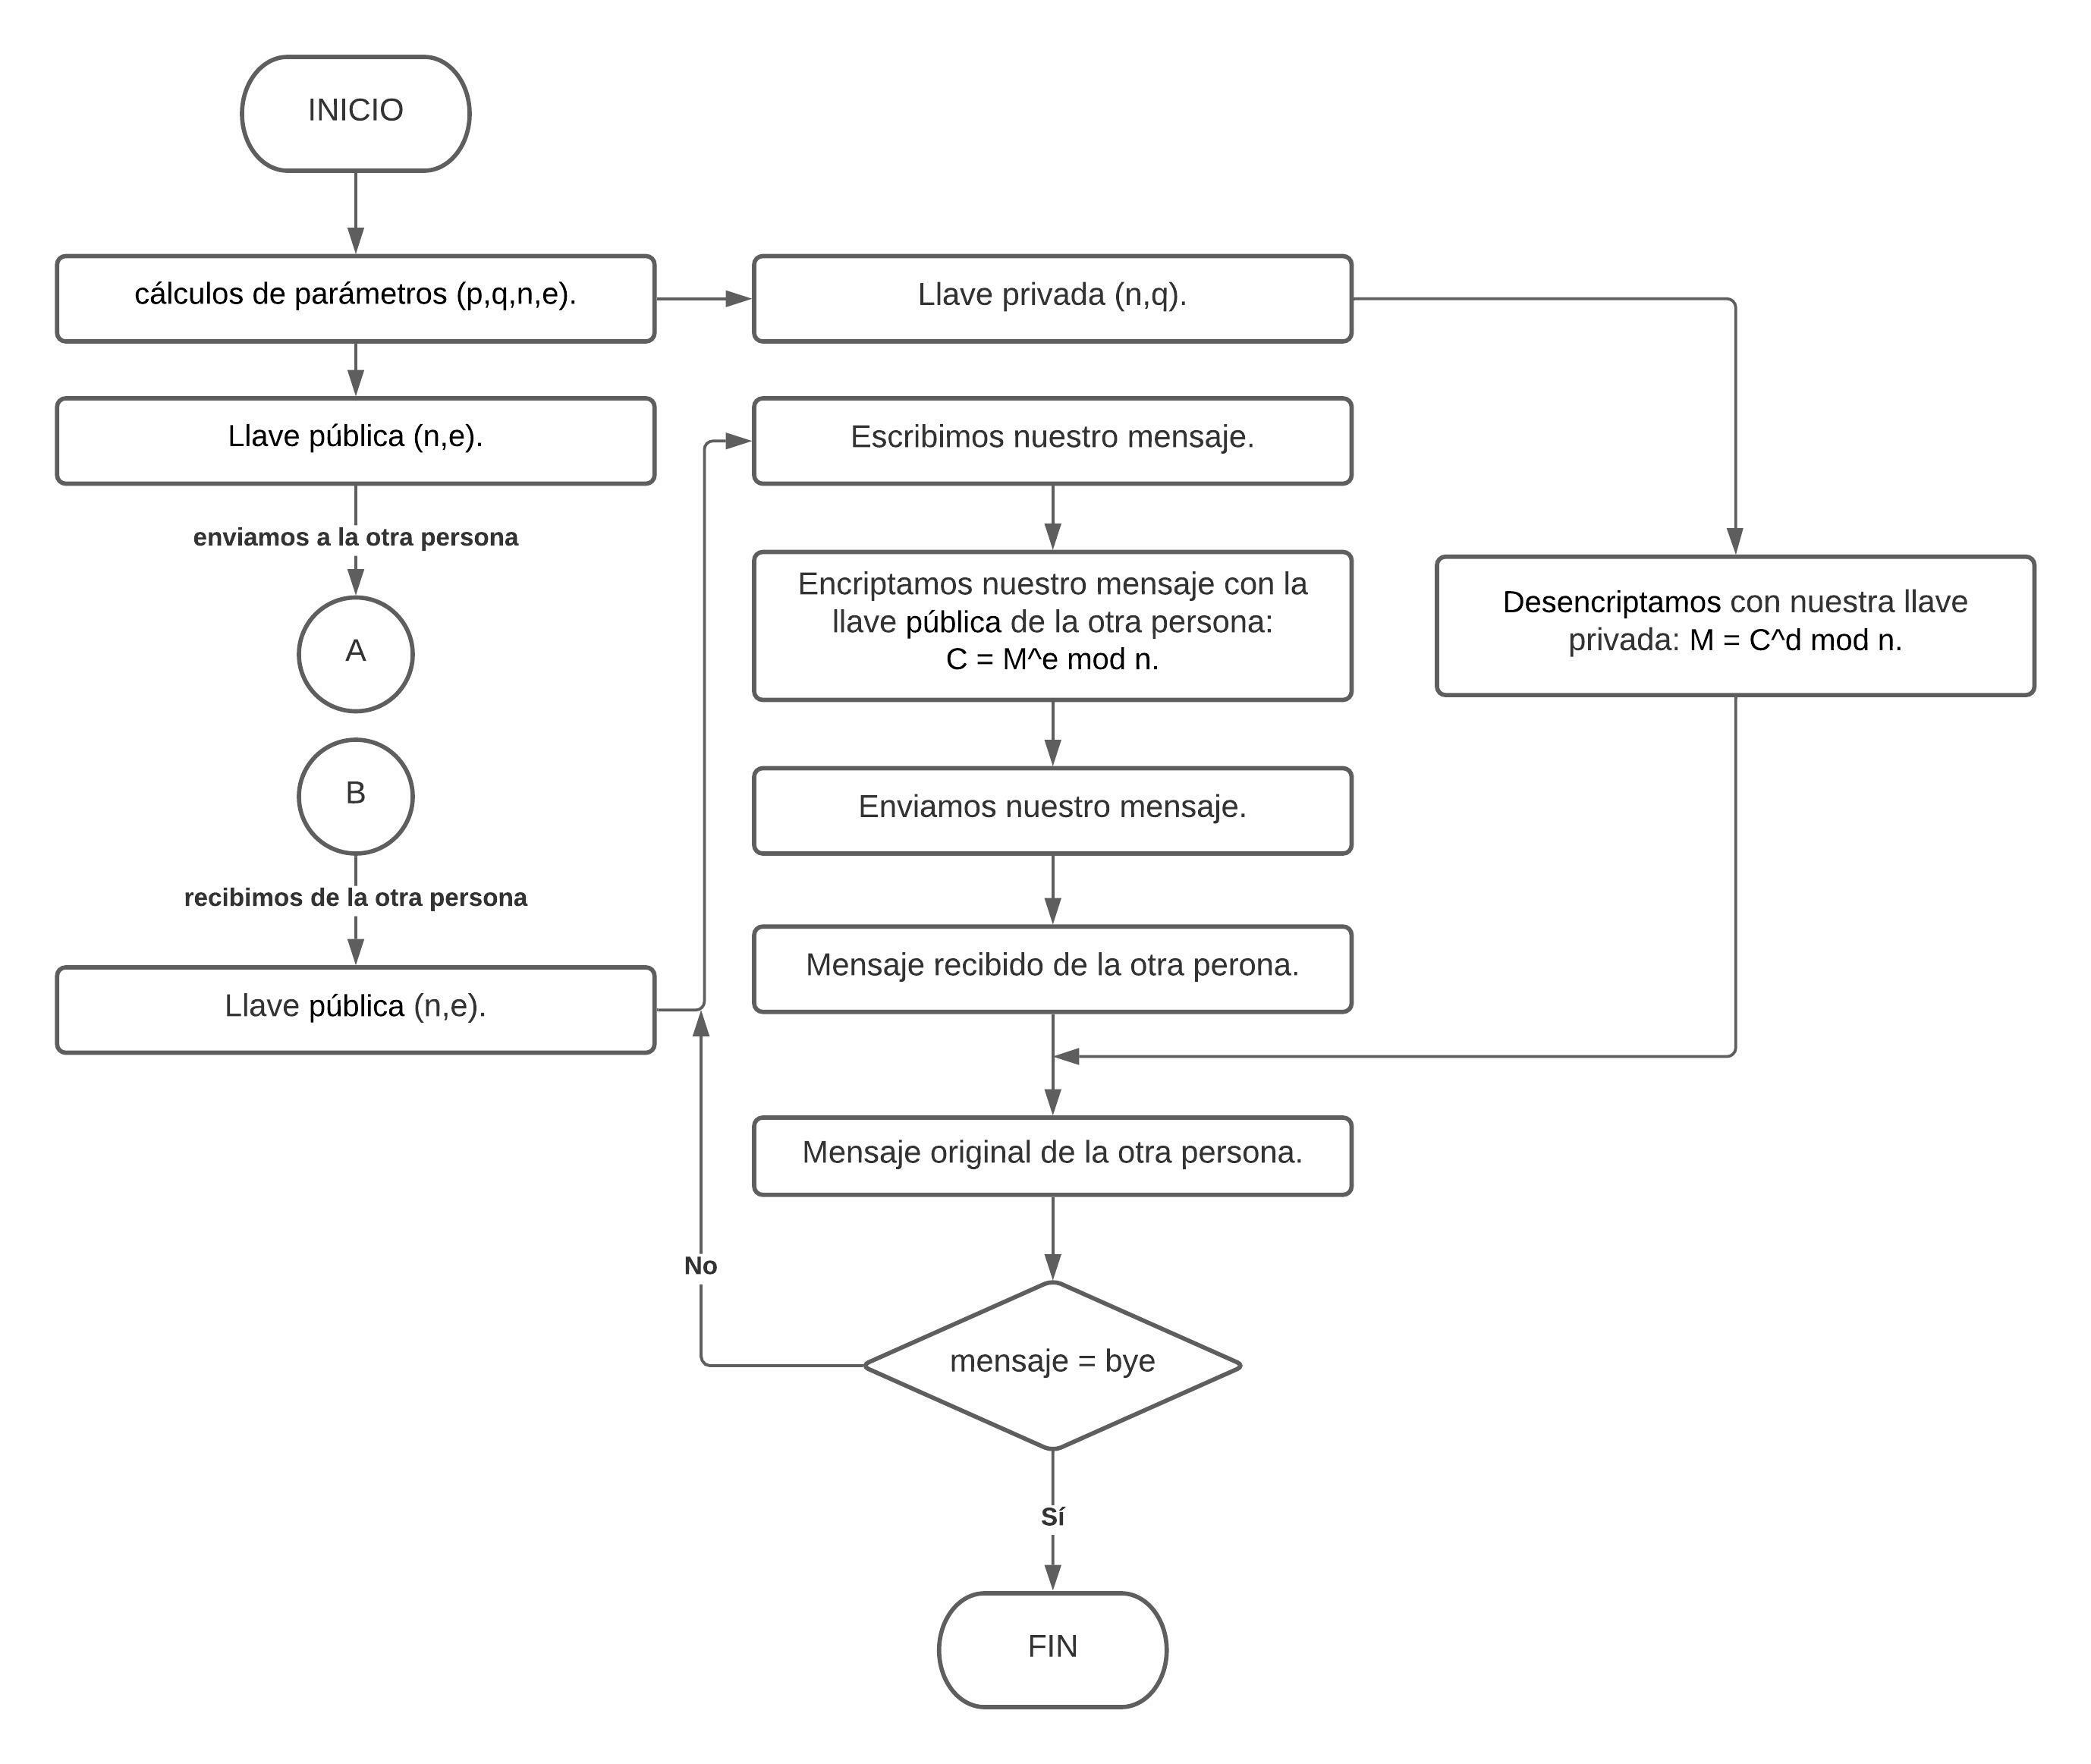 INICIO
cálculos de parámetros (p,q,n,e).
Llave privada (n,q).
Llave pública (n,e).
enviamos a la otra persona
A
B
recibimos de la otra persona
Llave pública (n,e).
Escribimos nuestro mensaje.
Encriptamos nuestro mensaje con la
llave pública de la otra persona:
C = M^e mod n.
Enviamos nuestro mensaje.
Mensaje recibido de la otra perona.
Desencriptamos con nuestra llave
privada: M = C^d mod n.
Mensaje original de la otra persona.
mensaje = bye
No
Sí
FIN